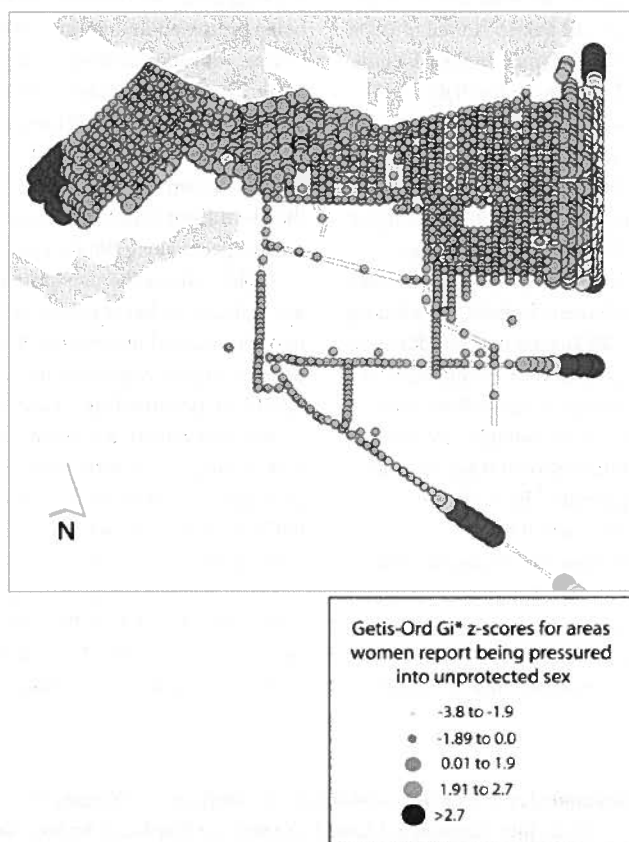 N
Getis-Ord Gi* z-scores for areas
women report being pressured
into unprotected sex
-3.8 to -1.9
-1.89 to 0.0
0.01 to 1.9
1.91 to 2.7
>2.7